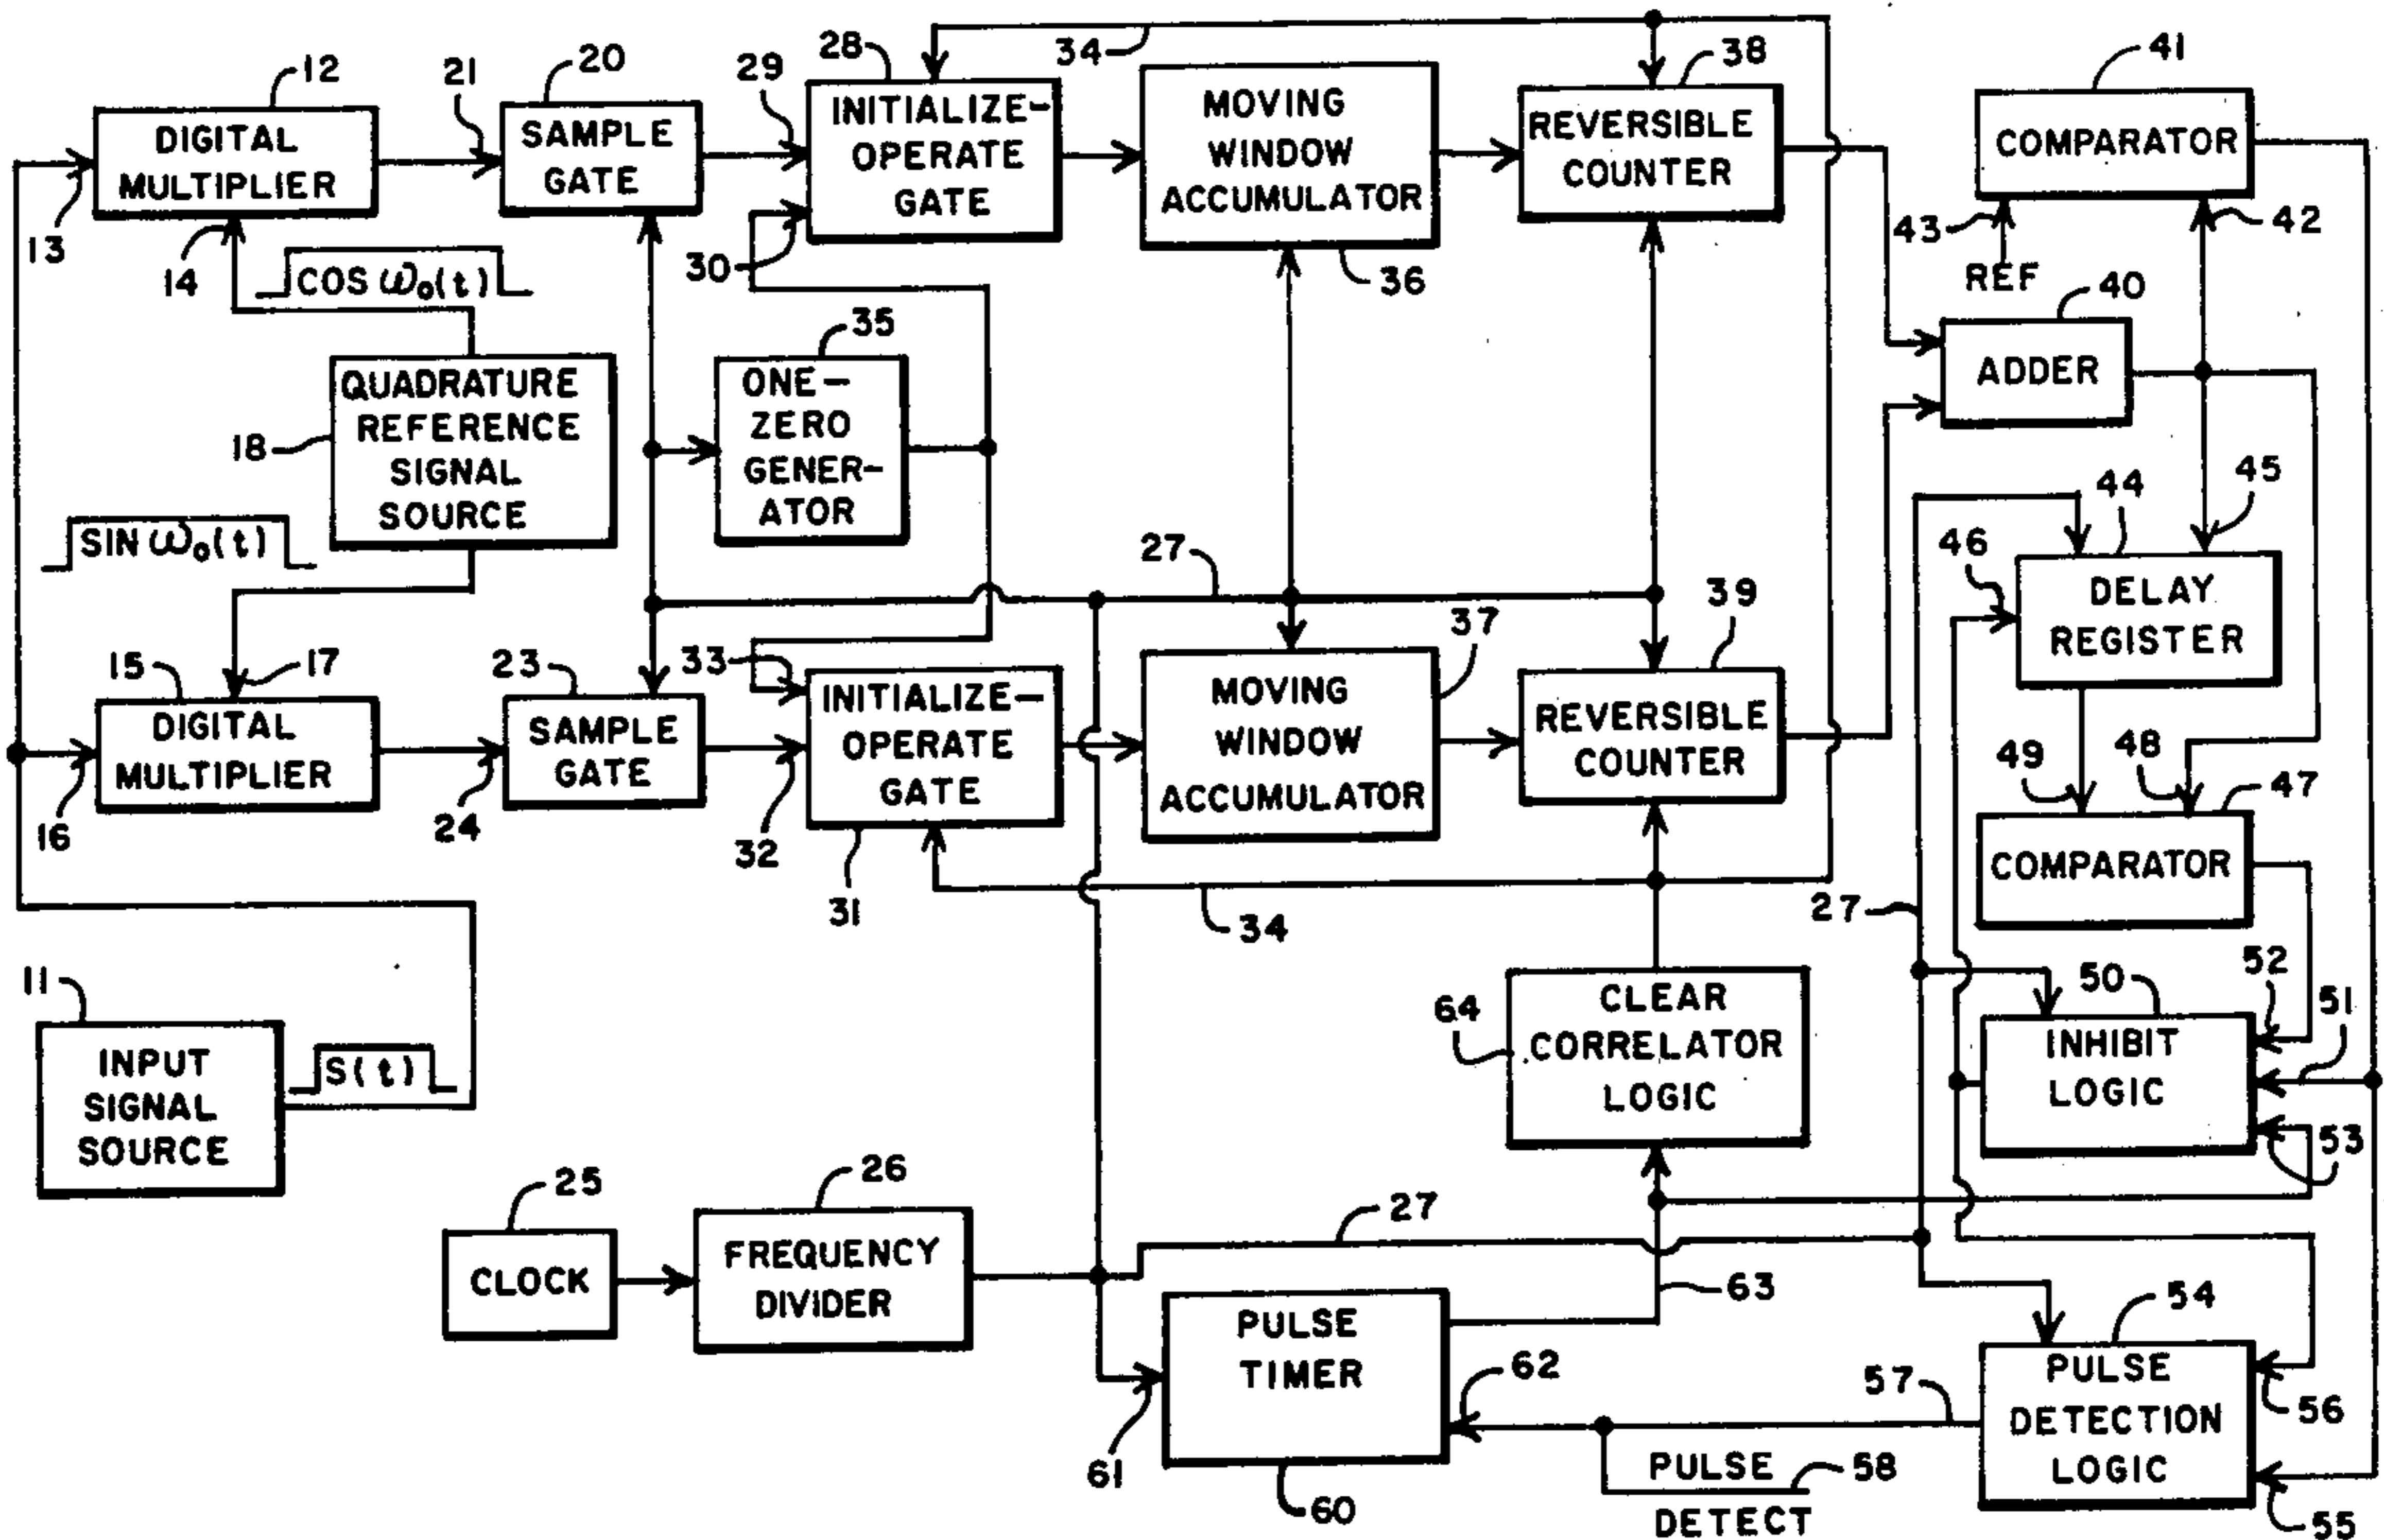 12
13
14
DIGITAL
MULTIPLIER
21
20
SAMPLE
GATE
29
28
30
INITIALIZE-
OPERATE
GATE
34
MOVING
WINDOW
ACCUMULATOR
36
38
REVERSIBLE
COUNTER
41
COMPARATOR
43
REF
42
40
ADDER
COS ω₀(t)
18
QUADRATURE
REFERENCE
SIGNAL
SOURCE
SIN ω₀(t)
35
ONE-
ZERO
GENER-
ATOR
27
46
44
45
DELAY
REGISTER
15
17
16
DIGITAL
MULTIPLIER
23
24
SAMPLE
GATE
33
32
31
INITIALIZE-
OPERATE
GATE
37
MOVING
WINDOW
ACCUMULATOR
39
REVERSIBLE
COUNTER
34
49
48
47
COMPARATOR
27
11
INPUT
SIGNAL
SOURCE
S(t)
64
CLEAR
CORRELATOR
LOGIC
50
52
51
53
INHIBIT
LOGIC
25
CLOCK
26
FREQUENCY
DIVIDER
27
61
PULSE
TIMER
60
62
63
57
PULSE 58
DETECT
54
PULSE
DETECTION
LOGIC
56
55